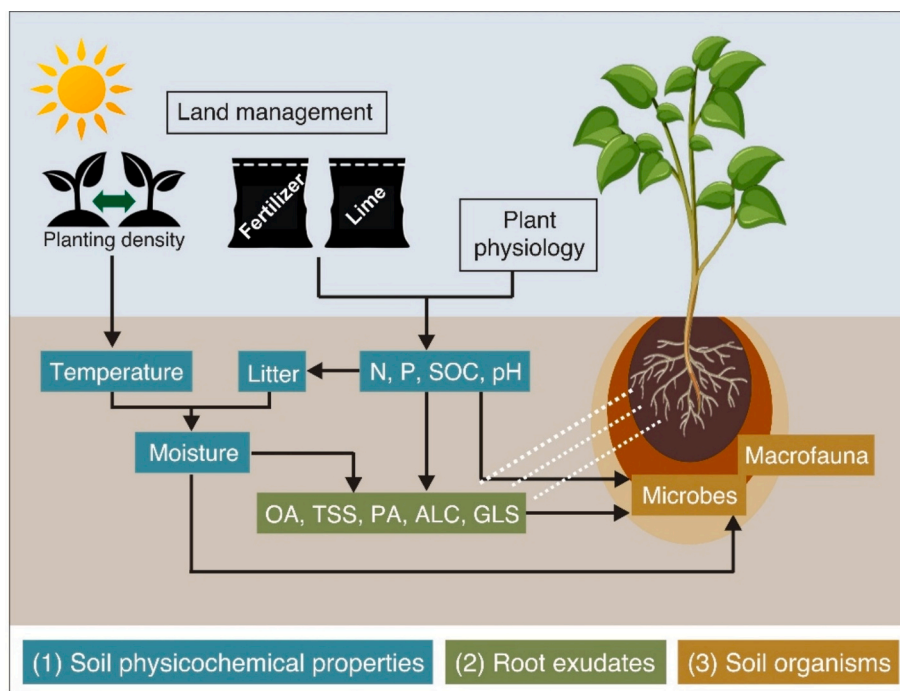 Land management
Fertilizer
Lime
Planting density
Plant
physiology
Temperature
Litter
N, P, SOC, pH
Moisture
Macrofauna
Microbes
OA, TSS, PA, ALC, GLS
(1) Soil physicochemical properties
(2) Root exudates
(3) Soil organisms